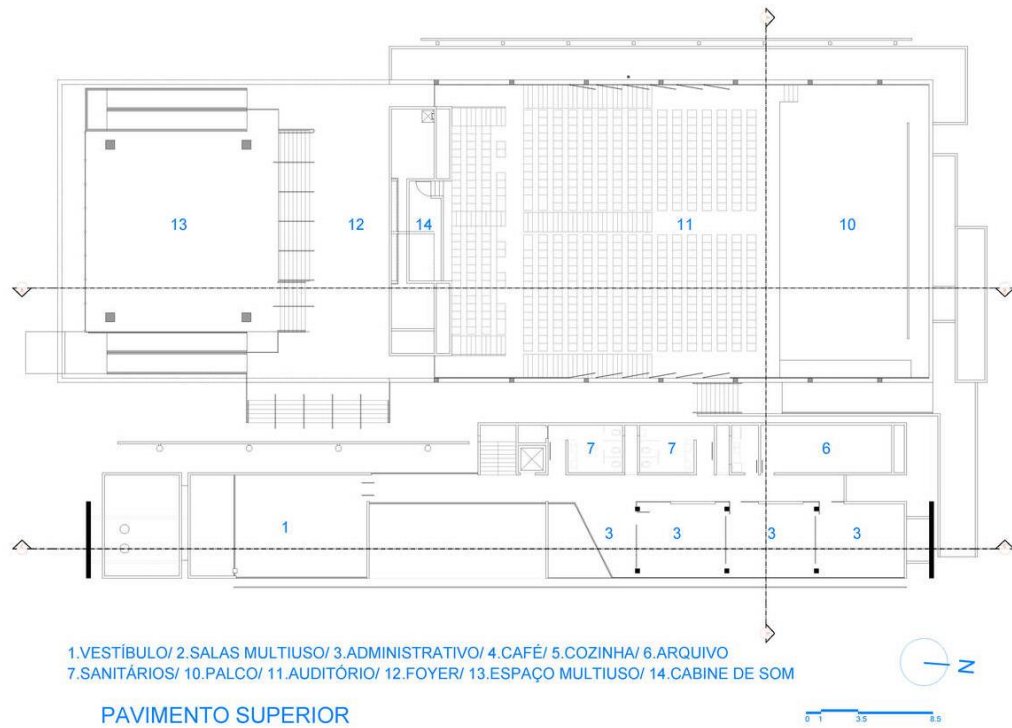 13
12
14
11
10
7
7
6
1
3
3
3
3
1.VESTÍBULO/ 2.SALAS MULTIUSO/ 3.ADMINISTRATIVO/ 4.CAFÉ/ 5.COZINHA/ 6.ARQUIVO
7.SANITÁRIOS/ 10.PALCO/ 11.AUDITÓRIO/ 12.FOYER/ 13.ESPAÇO MULTIUSO/ 14.CABINE DE SOM
N
PAVIMENTO SUPERIOR
0 1 3.5 8.5